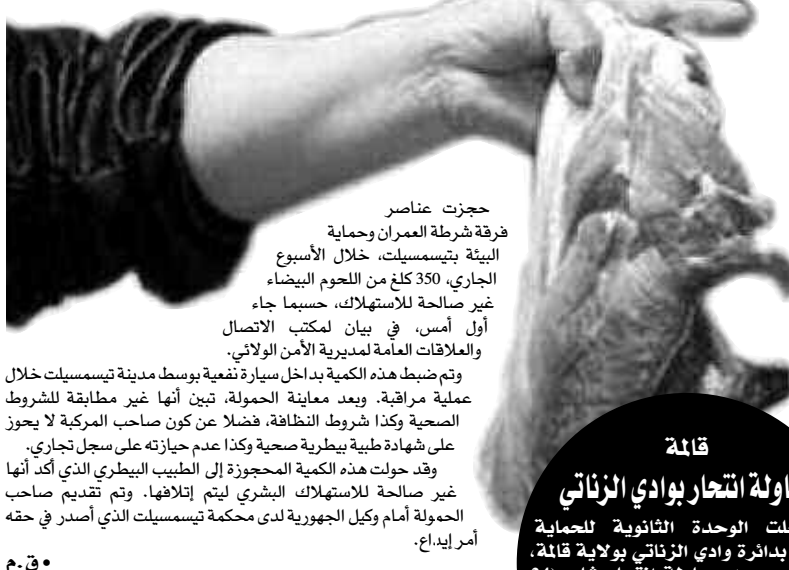 حجزت عناصر
فرقة شرطة العمران وحماية
البيئة بتيسمسيلت، خلال الأسبوع
الجاري، 350 كلغ من اللحوم البيضاء
غير صالحة للاستهلاك، حسبما جاء
أول أمس، في بيان لمكتب الاتصال
والعلاقات العامة لمديرية الأمن الولائي.
وتم ضبط هذه الكمية بداخل سيارة نفعية بوسط مدينة تيسمسيلت خلال
عملية مراقبة. وبعد معاينة الحمولة، تبين أنها غير مطابقة للشروط
الصحية وكذا شروط النظافة، فضلا عن كون صاحب المركبة لا يحوز
على شهادة طبية بيطرية صحية وكذا عدم حيازته على سجل تجاري.
وقد حولت هذه الكمية المحجوزة إلى الطبيب البيطري الذي أكد أنها
غير صالحة للاستهلاك البشري ليتم إتلافها. وتم تقديم صاحب
الحمولة أمام وكيل الجهورية لدى محكمة تيسمسيلت الذي أصدر في حقه
أمر إيداع.
• ق.م
قالمة
اولة انتحار بوادي الزناتي
لت الوحدة الثانوية للحماية
بدائرة وادي الزناتي بولاية قالمة،